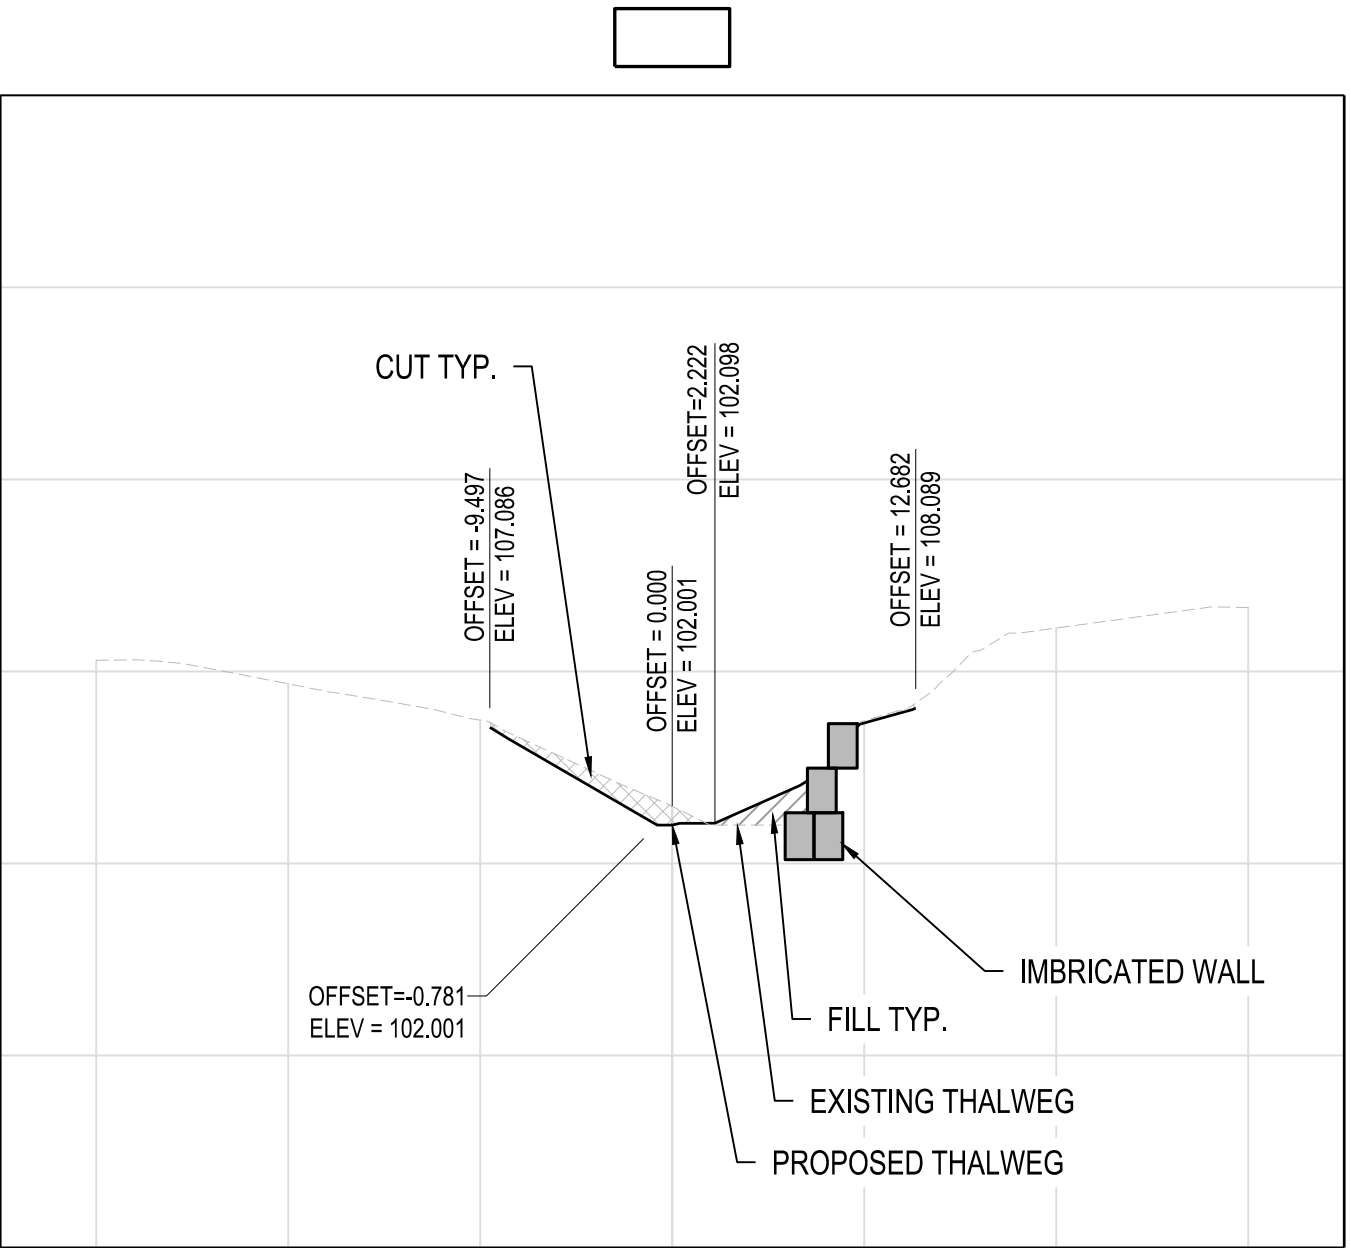 CUT TYP.
OFFSET=2.222
ELEV = 102.098
OFFSET = 12.682
ELEV = 108.089
OFFSET = -9.497
ELEV = 107.086
OFFSET = 0.000
ELEV = 102.001
OFFSET=-0.781
ELEV = 102.001
IMBRICATED WALL
FILL TYP.
EXISTING THALWEG
PROPOSED THALWEG